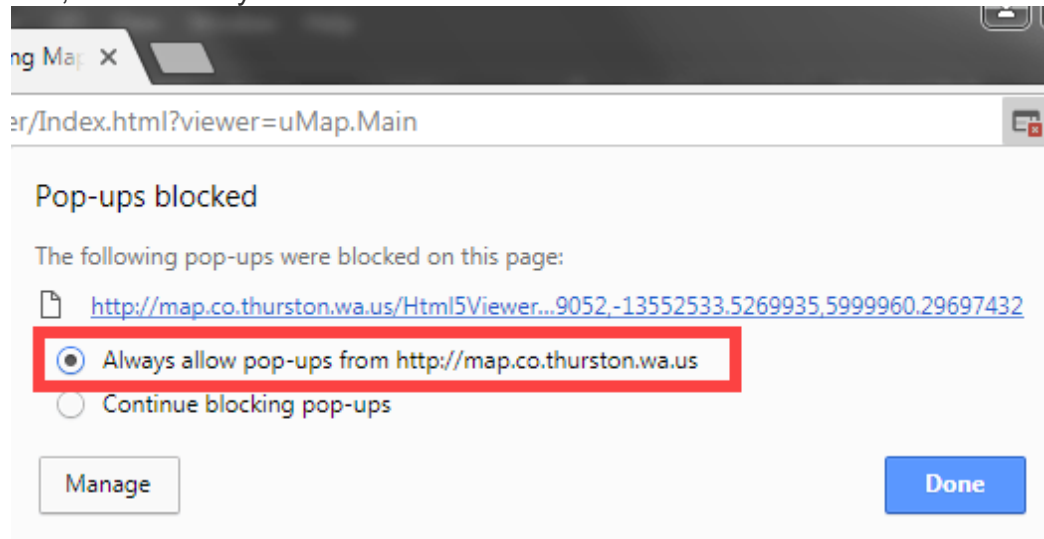 ng Map
er/Index.html?viewer=uMap.Main
Pop-ups blocked
The following pop-ups were blocked on this page:
http://map.co.thurston.wa.us/Html5Viewer...9052,-13552533.5269935,5999960.29697432
Always allow pop-ups from http://map.co.thurston.wa.us
Continue blocking pop-ups
Manage
Done